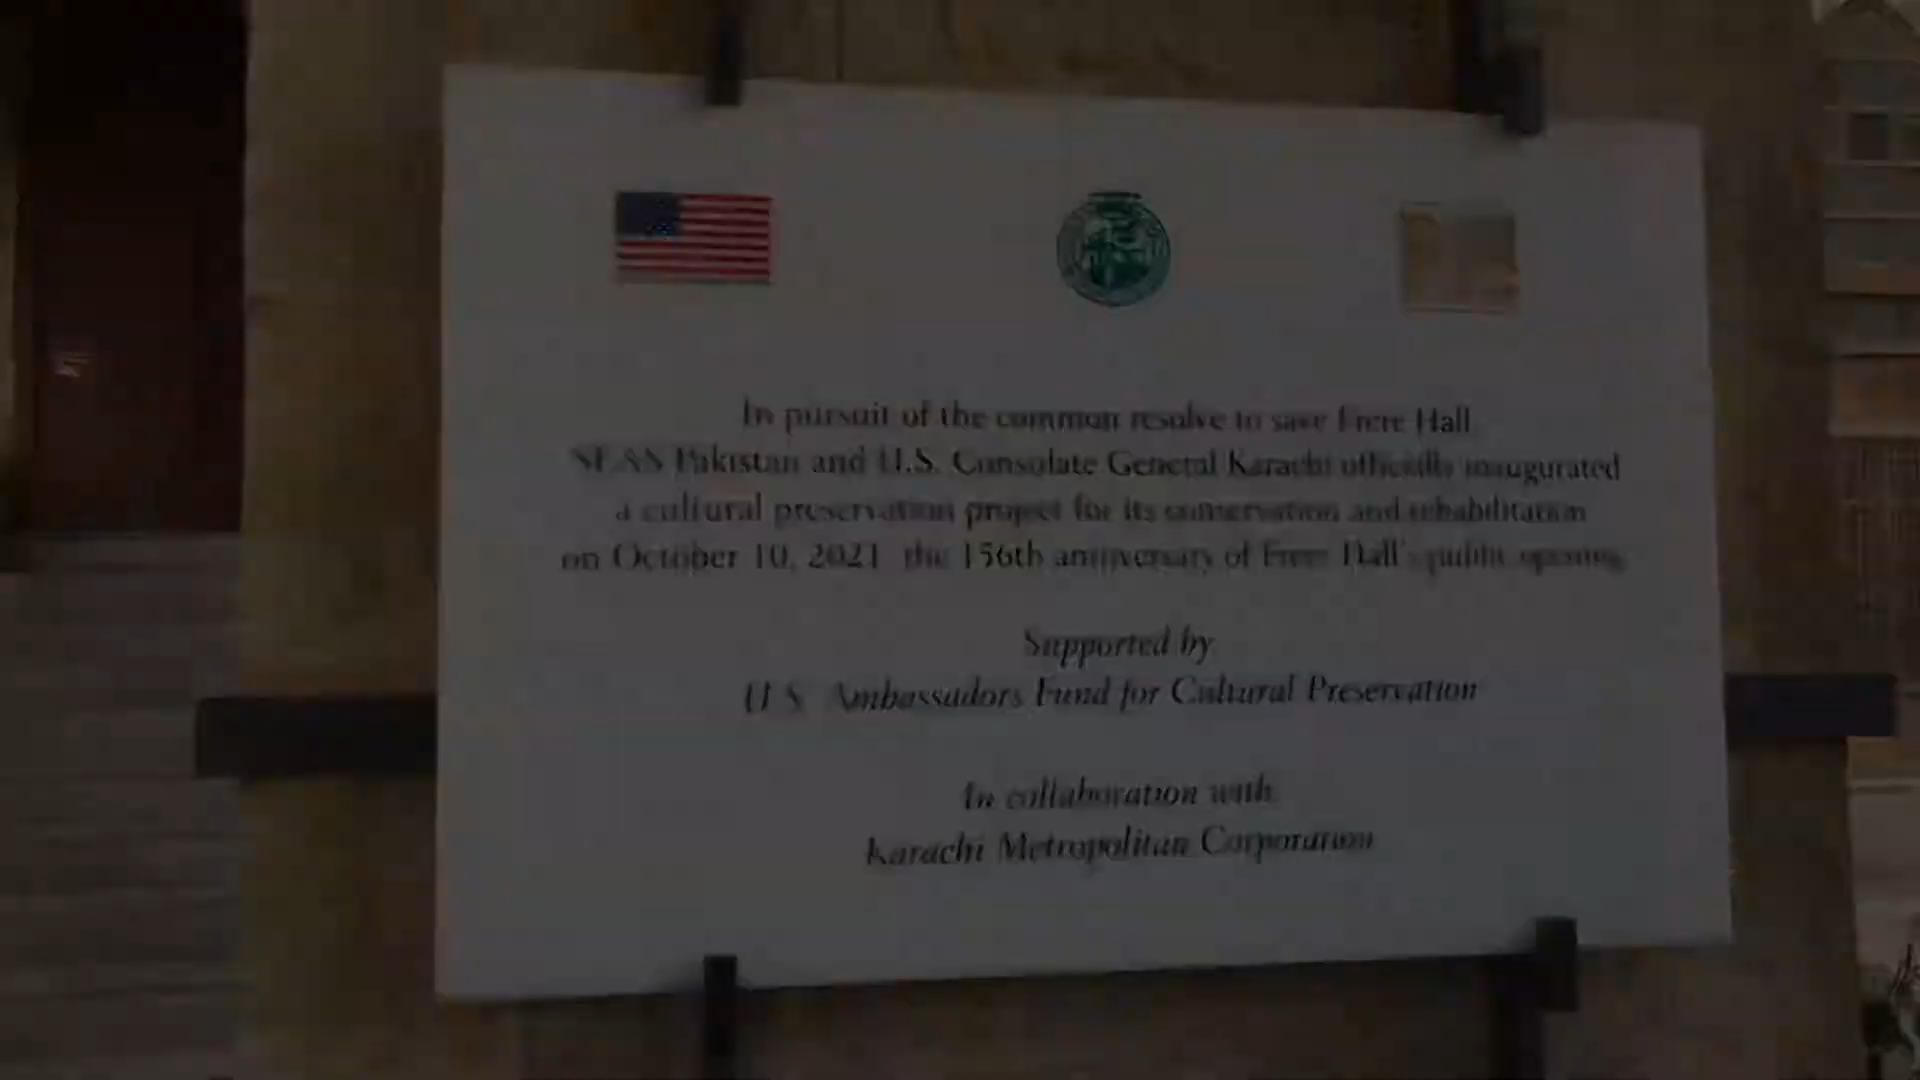 In pursuit of the common resolve to save Frere Hall,
SEAS Pakistan and U.S. Consolate General Karachi officially inaugurated
a cultural preservation project for its conservation and rehabilitation
on October 10, 2021 the 156th anniversary of Frere Hall's public opening
Supported by
U.S. Ambassadors Fund for Cultural Preservation
In collaboration with
Karachi Metropolitan Corporation